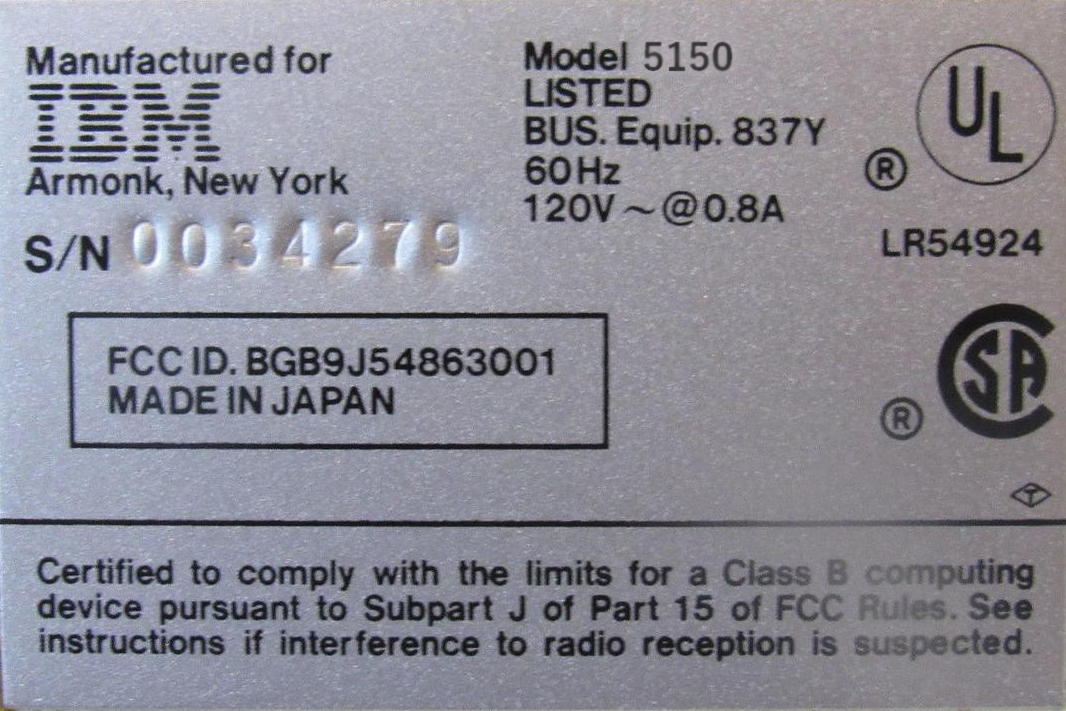 Manufactured for
IBM
Armonk, New York
S/N 0034279
Model 5150
LISTED
BUS. Equip. 837Y
60Hz
120V ~ @0.8A
UL
®
LR54924
FCC ID. BGB9J54863001
MADE IN JAPAN
SA
®
T
Certified to comply with the limits for a Class B computing
device pursuant to Subpart J of Part 15 of FCC Rules. See
instructions if interference to radio reception is suspected.